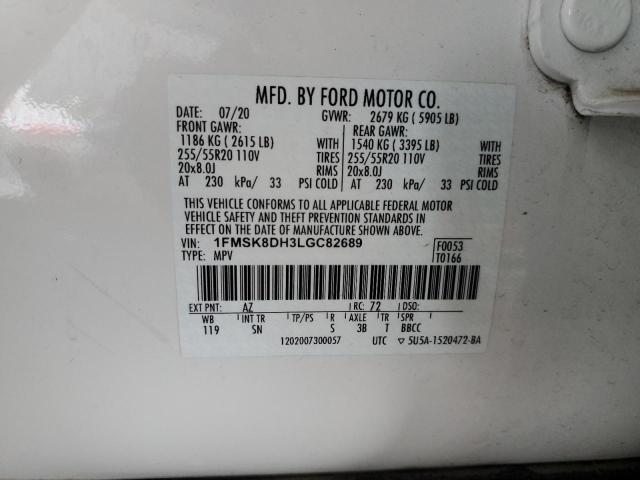 MFD. BY FORD MOTOR CO.
DATE: 07/20 GVWR: 2679 KG ( 5905 LB)
FRONT GAWR: REAR GAWR:
1186 KG ( 2615 LB) WITH 1540 KG ( 3395 LB) WITH
255/55R20 110V TIRES 255/55R20 110V TIRES
20x8.0J RIMS 20x8.0J RIMS
AT 230 kPa/ 33 PSI COLD AT 230 kPa/ 33 PSI COLD
THIS VEHICLE CONFORMS TO ALL APPLICABLE FEDERAL MOTOR
VEHICLE SAFETY AND THEFT PREVENTION STANDARDS IN
EFFECT ON THE DATE OF MANUFACTURE SHOWN ABOVE.
VIN: 1FMSK8DH3LGC82689 F0053
TYPE: MPV T0166
EXT PNT: AZ RC: 72 DSO:
WB INT TR TP/PS R AXLE TR SPR
119 SN S 3B T BBCC
1202007300057 UTC ▽ 5U5A-1520472-BA